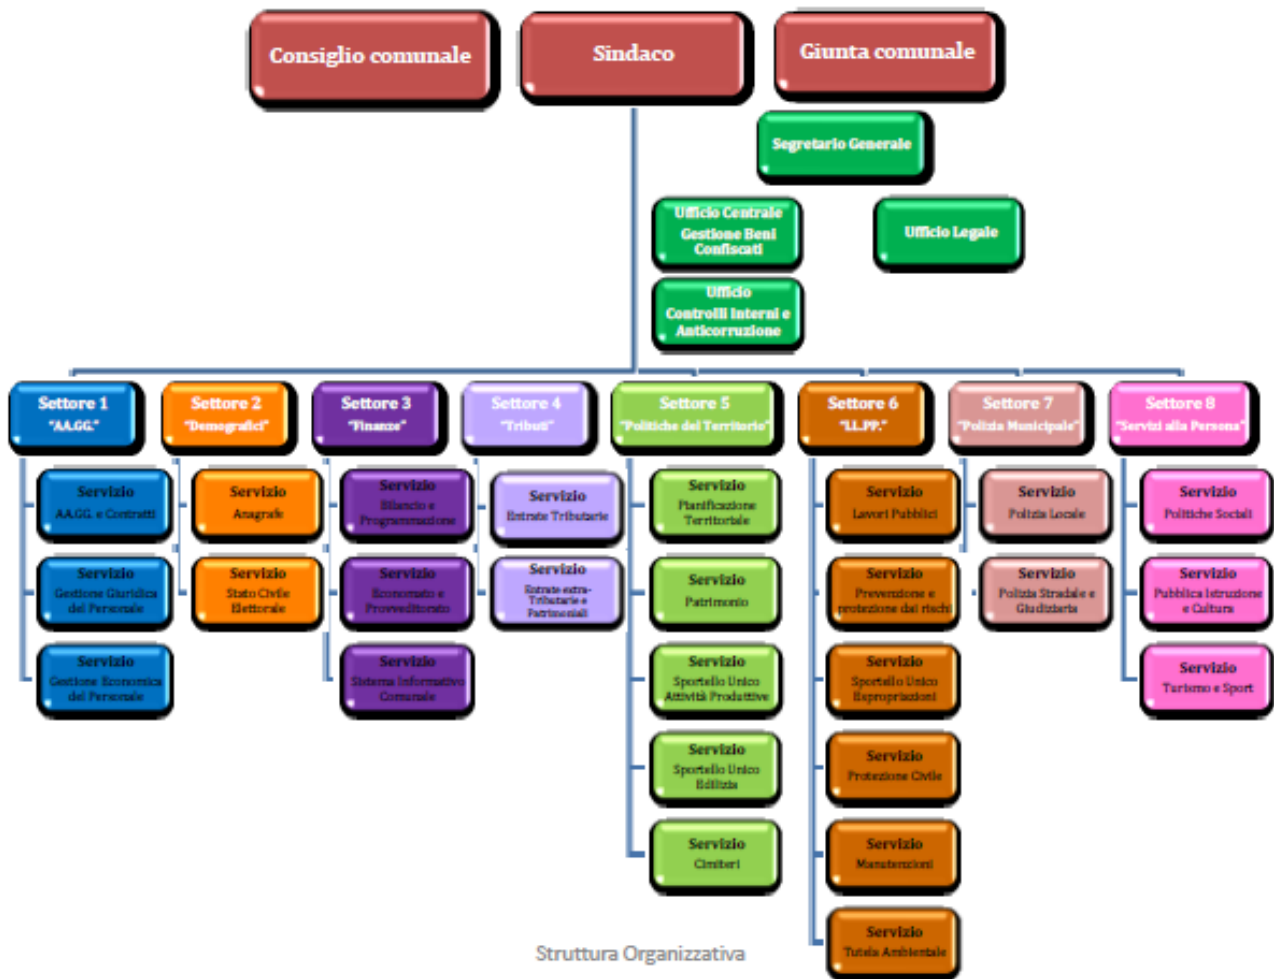 Consiglio comunale
Sindaco
Giunta comunale
Segretario Generale
Ufficio Centrale
Gestione Beni
Confiscati
Ufficio Legale
Ufficio
Controlli Interni e
Anticorruzione
Settore 1
"AA.GG."
Settore 2
"Demografici"
Settore 3
"Finanze"
Settore 4
"Tributi"
Settore 5
"Politiche del Territorio"
Settore 6
"LL.PP."
Settore 7
"Polizia Municipale"
Settore 8
"Servizi alla Persona"
Servizio
AA.GG. e Contratti
Servizio
Gestione Giuridica
del Personale
Servizio
Gestione Economica
del Personale
Servizio
Anagrafe
Servizio
Stato Civile
Elettorale
Servizio
Bilancio e
Programmazione
Servizio
Economato e
Provveditorato
Servizio
Sistema Informativo
Comunale
Servizio
Entrate Tributarie
Servizio
Entrate extra-
Tributarie e
Patrimoniali
Servizio
Pianificazione
Territoriale
Servizio
Patrimonio
Servizio
Sportello Unico
Attività Produttive
Servizio
Sportello Unico
Edilizia
Servizio
Cimiteri
Servizio
Lavori Pubblici
Servizio
Prevenzione e
protezione dai rischi
Servizio
Sportello Unico
Espropriazioni
Servizio
Protezione Civile
Servizio
Manutenzioni
Servizio
Tutela Ambientale
Servizio
Polizia Locale
Servizio
Polizia Stradale e
Giudiziaria
Servizio
Politiche Sociali
Servizio
Pubblica Istruzione
e Cultura
Servizio
Turismo e Sport
Struttura Organizzativa